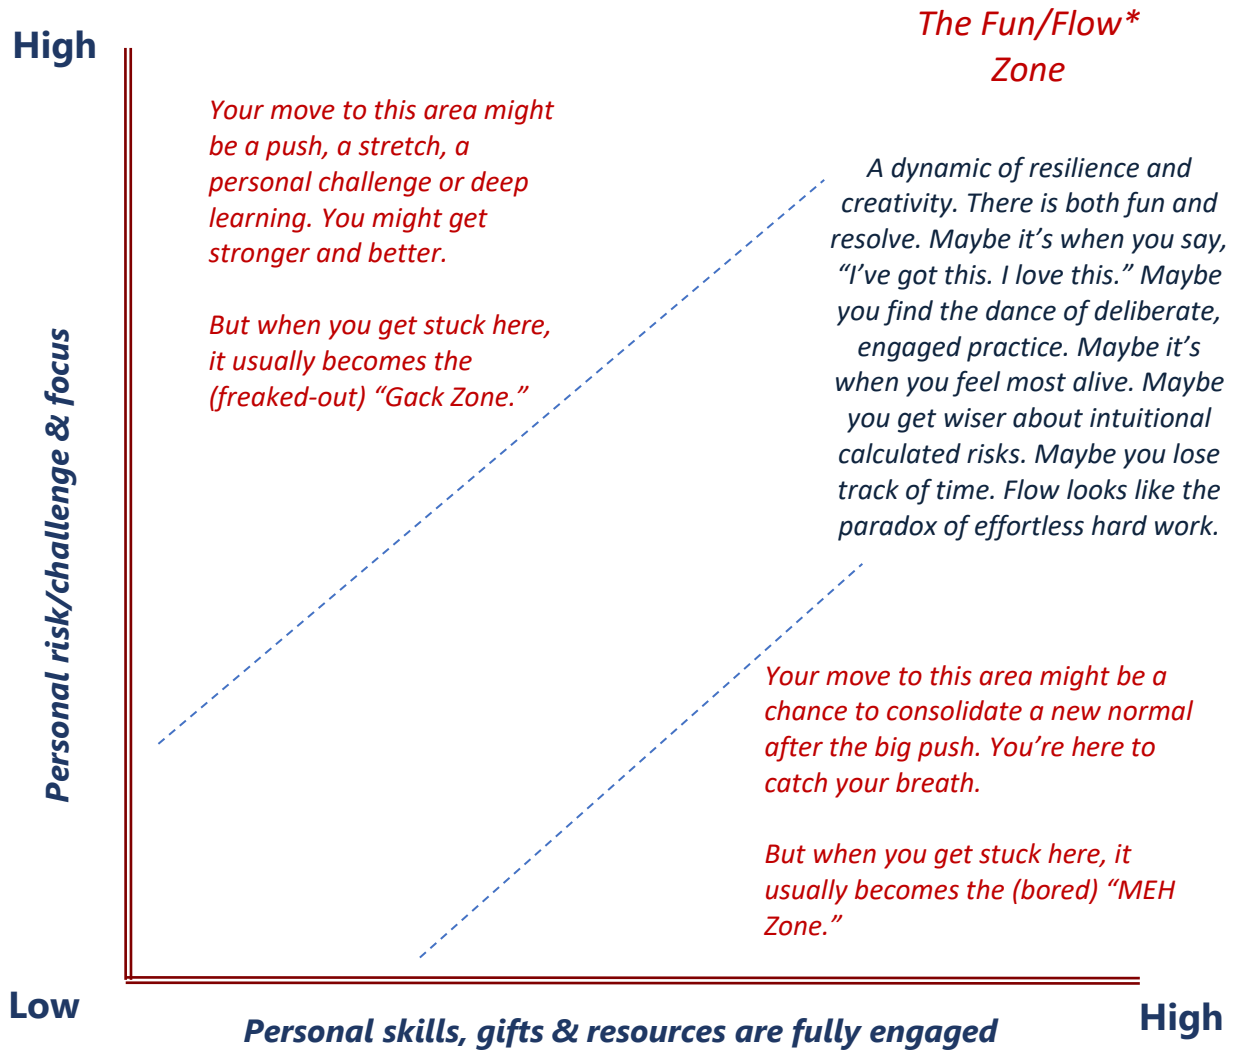 The Fun/Flow*
Zone
High
Your move to this area might
be a push, a stretch, a
personal challenge or deep
learning. You might get
stronger and better.
But when you get stuck here,
it usually becomes the
(freaked-out) “Gack Zone.”
A dynamic of resilience and
creativity. There is both fun and
resolve. Maybe it’s when you say,
“I’ve got this. I love this.” Maybe
you find the dance of deliberate,
engaged practice. Maybe it’s
when you feel most alive. Maybe
you get wiser about intuitional
calculated risks. Maybe you lose
track of time. Flow looks like the
paradox of effortless hard work.
Personal risk/challenge & focus
Your move to this area might be a
chance to consolidate a new normal
after the big push. You’re here to
catch your breath.
But when you get stuck here, it
usually becomes the (bored) “MEH
Zone.”
Low
Personal skills, gifts & resources are fully engaged
High